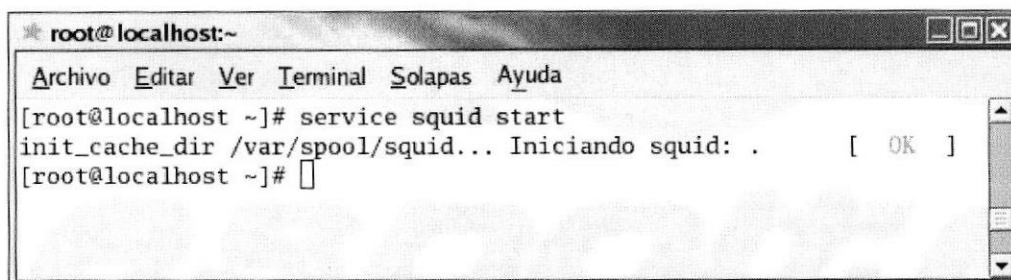 root@localhost:~
Archivo Editar Ver Terminal Solapas Ayuda
[root@localhost ~]# service squid start
init_cache_dir /var/spool/squid... Iniciando squid: . [ OK ]
[root@localhost ~]#